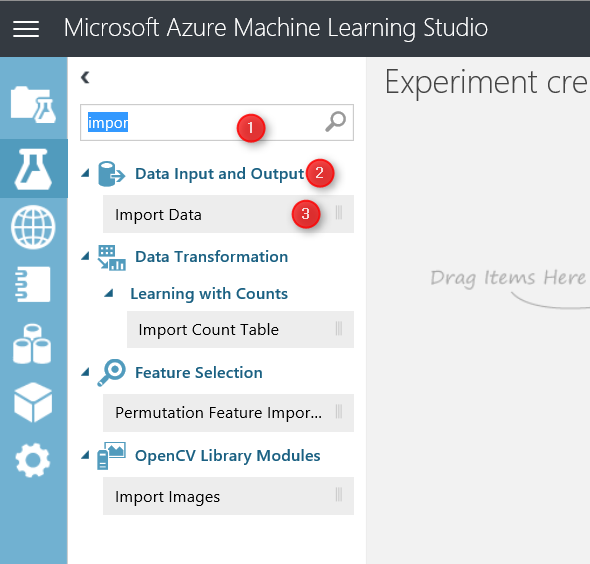 Microsoft Azure Machine Learning Studio
Experiment cre
impor
1
Data Input and Output
2
Import Data
3
Data Transformation
Drag Items Here
Learning with Counts
Import Count Table
Feature Selection
Permutation Feature Impor...
OpenCV Library Modules
Import Images